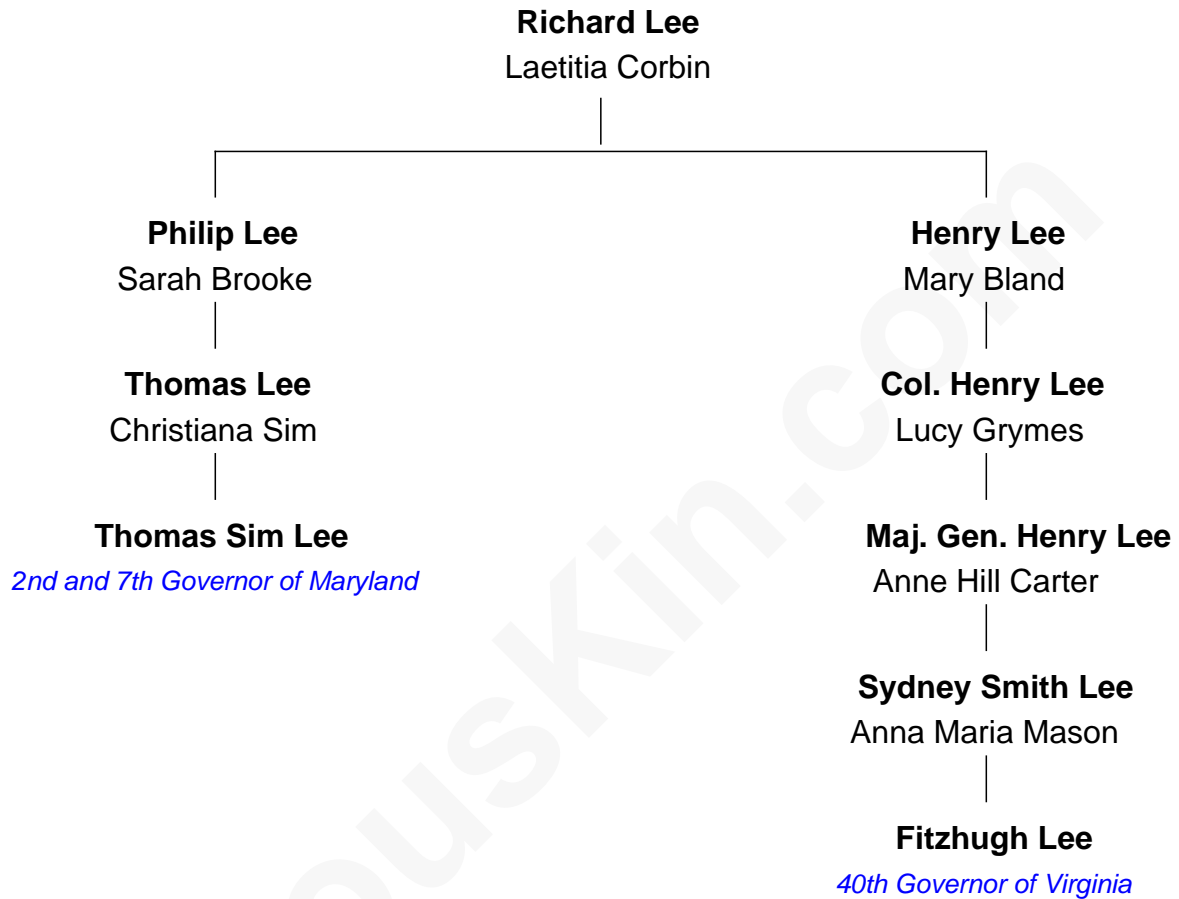 Richard Lee
Laetitia Corbin
Philip Lee
Sarah Brooke
Henry Lee
Mary Bland
Thomas Lee
Christiana Sim
Col. Henry Lee
Lucy Grymes
Thomas Sim Lee
2nd and 7th Governor of Maryland
Maj. Gen. Henry Lee
Anne Hill Carter
Sydney Smith Lee
Anna Maria Mason
Fitzhugh Lee
40th Governor of Virginia
ousKin.com